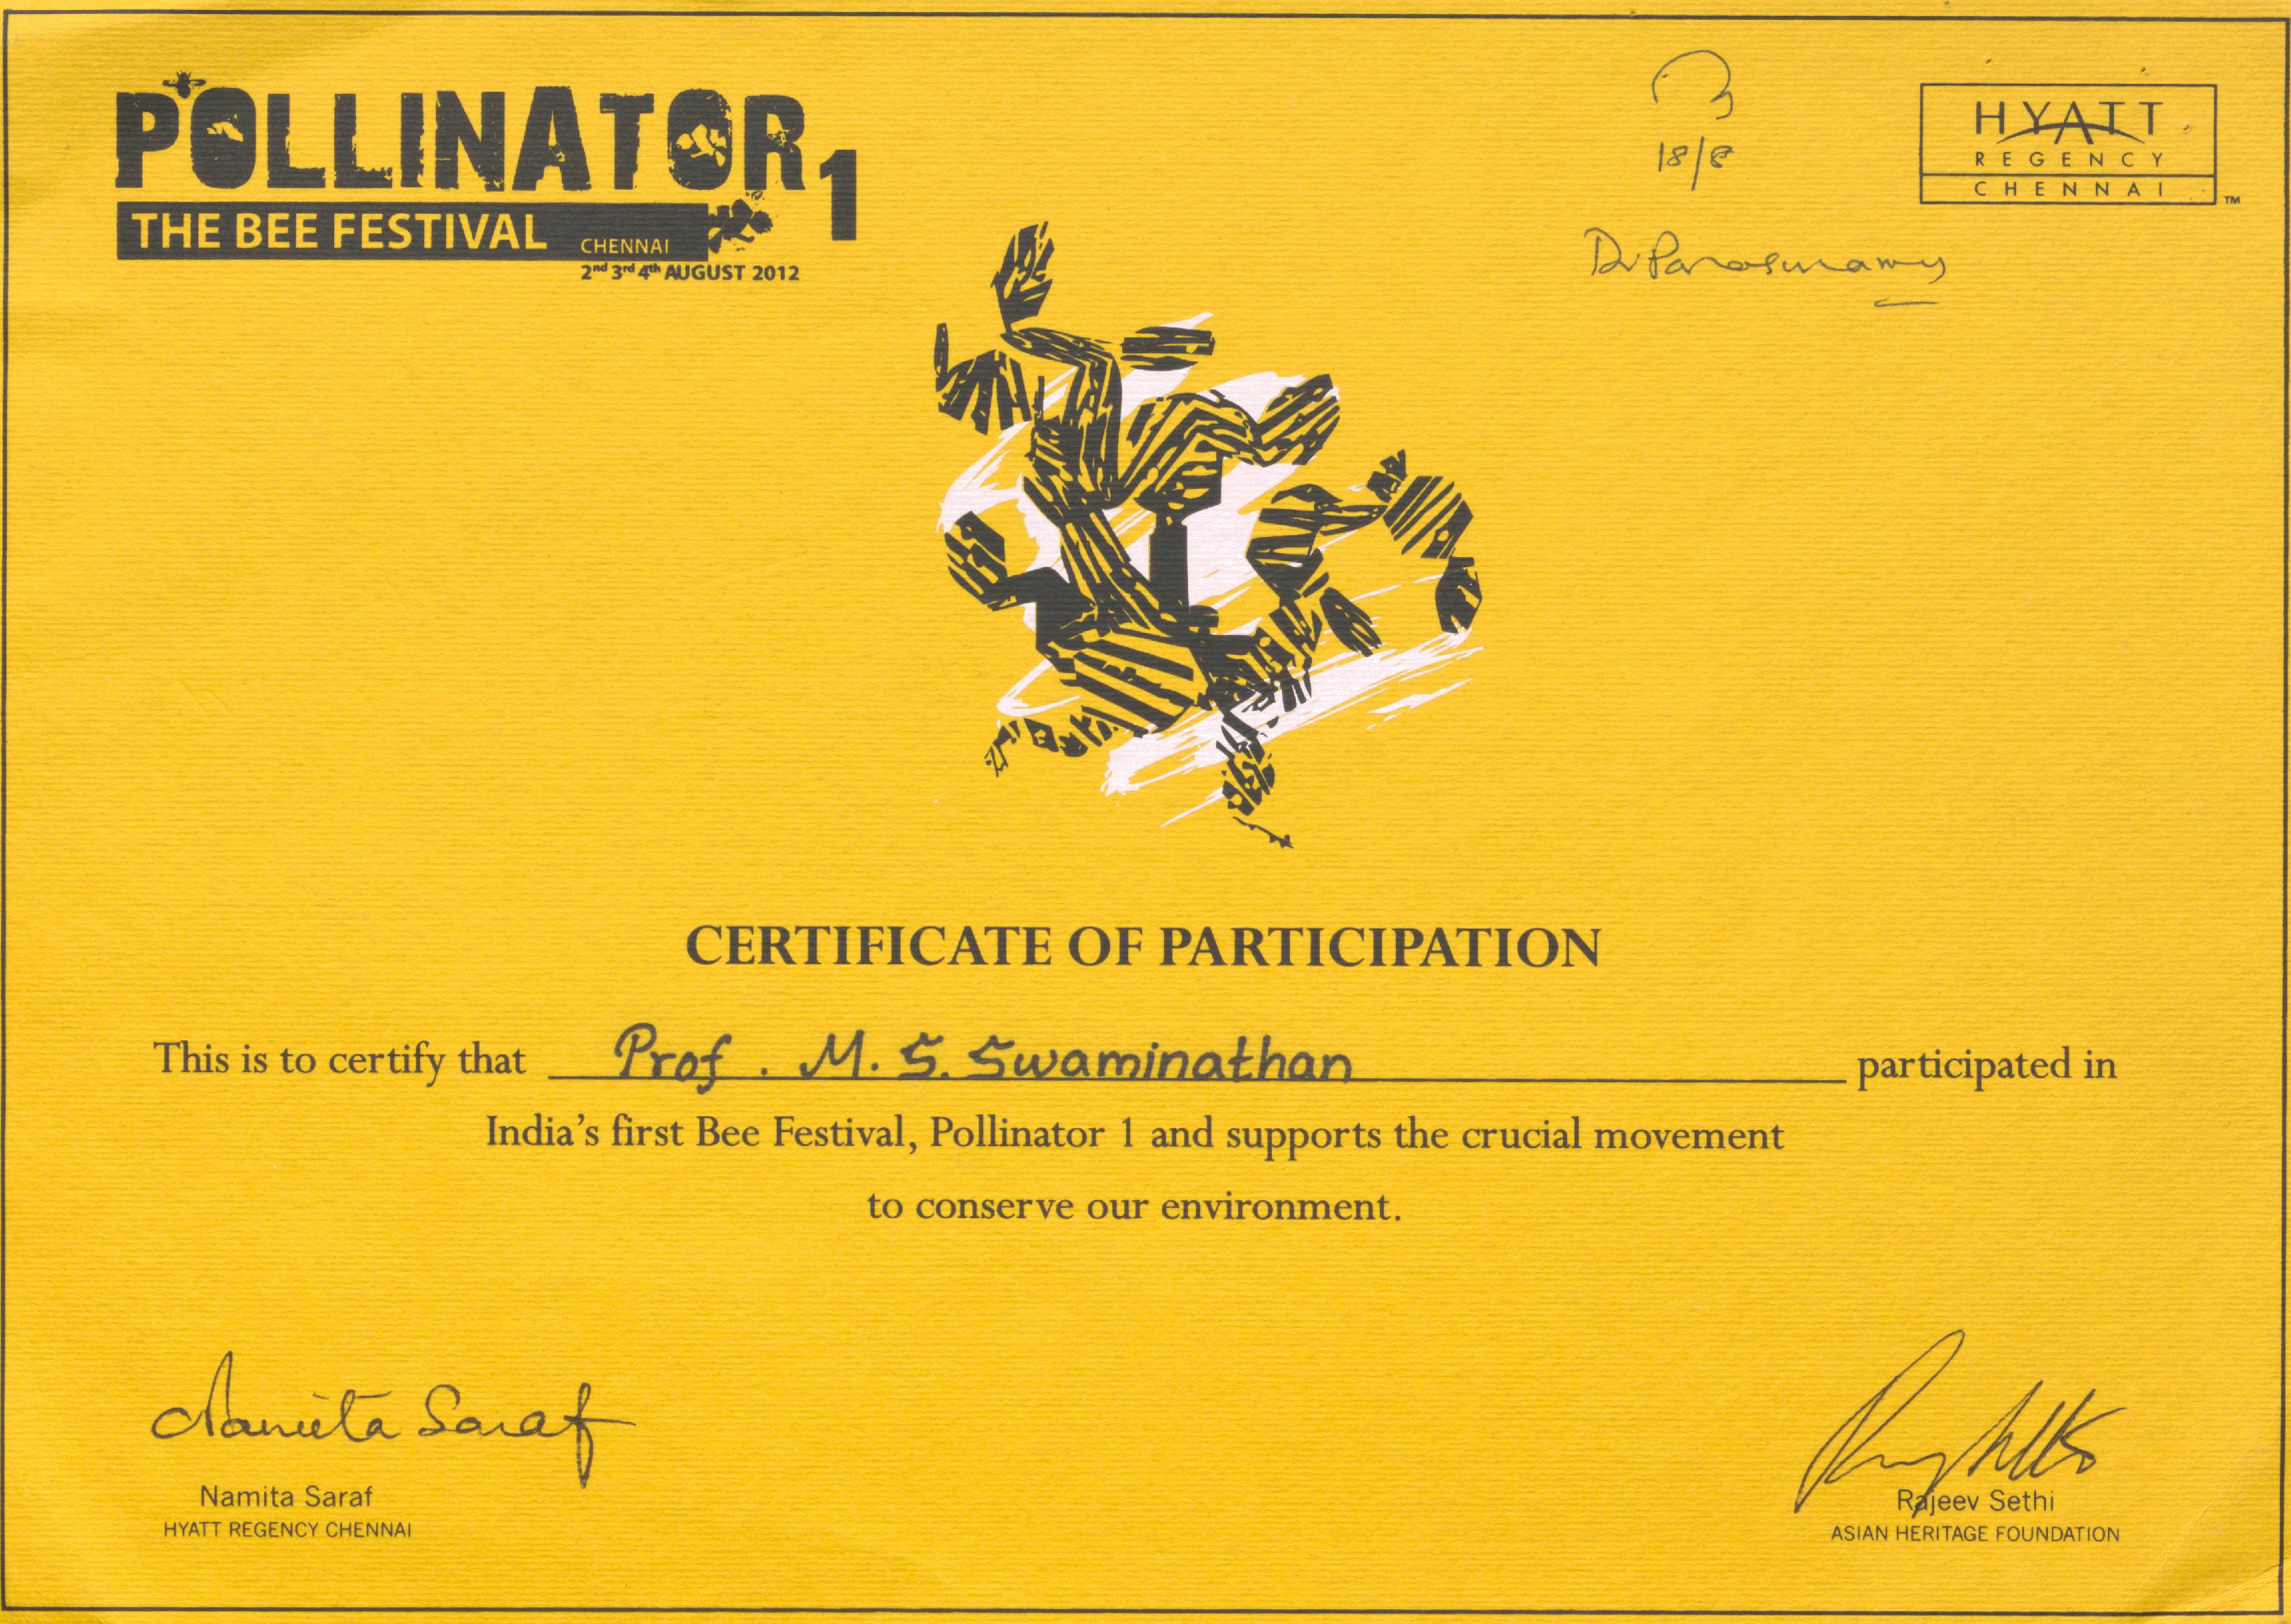 POLLINATOR 1
THE BEE FESTIVAL CHENNAI
2nd 3rd 4th AUGUST 2012
18/8
HYATT
REGENCY
CHENNAI TM
Dr
CERTIFICATE OF PARTICIPATION
This is to certify that Prof. M. S. Swaminathan participated in
India's first Bee Festival, Pollinator 1 and supports the crucial movement
to conserve our environment.
Namita Saraf
Namita Saraf
HYATT REGENCY CHENNAI
Rajeev Sethi
ASIAN HERITAGE FOUNDATION